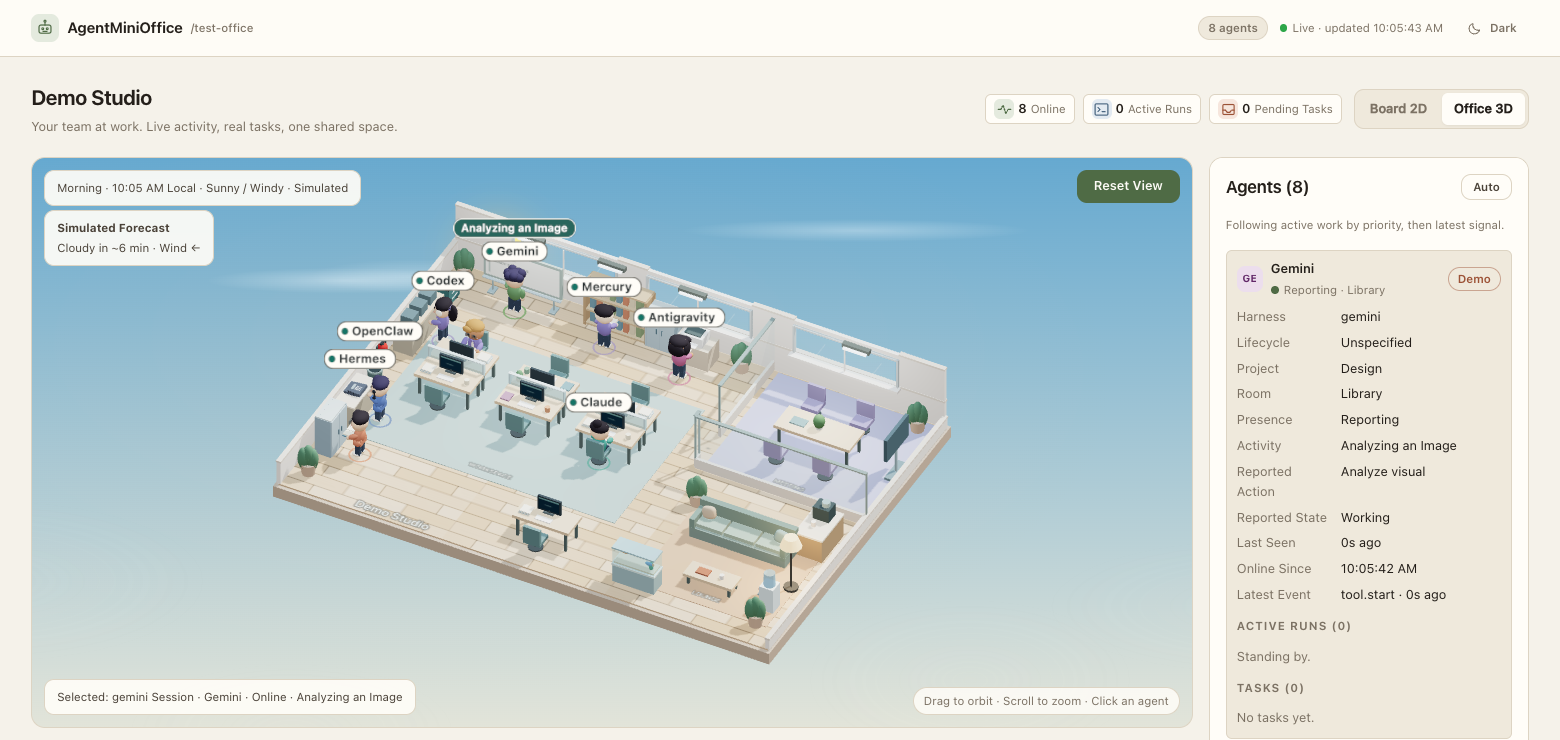 AgentMiniOffice /test-office
8 agents
Live · updated 10:05:43 AM
Dark
Demo Studio
Your team at work. Live activity, real tasks, one shared space.
8 Online
0 Active Runs
0 Pending Tasks
Board 2D
Office 3D
Morning · 10:05 AM Local · Sunny / Windy · Simulated
Simulated Forecast
Cloudy in ~6 min · Wind ←
Reset View
Analyzing an Image
Gemini
Codex
Mercury
Antigravity
OpenClaw
Hermes
Claude
Demo Studio
Selected: gemini Session · Gemini · Online · Analyzing an Image
Drag to orbit · Scroll to zoom · Click an agent
Agents (8)
Auto
Following active work by priority, then latest signal.
GE
Gemini
Reporting · Library
Demo
Harness gemini
Lifecycle Unspecified
Project Design
Room Library
Presence Reporting
Activity Analyzing an Image
Reported Action Analyze visual
Reported State Working
Last Seen 0s ago
Online Since 10:05:42 AM
Latest Event tool.start · 0s ago
ACTIVE RUNS (0)
Standing by.
TASKS (0)
No tasks yet.